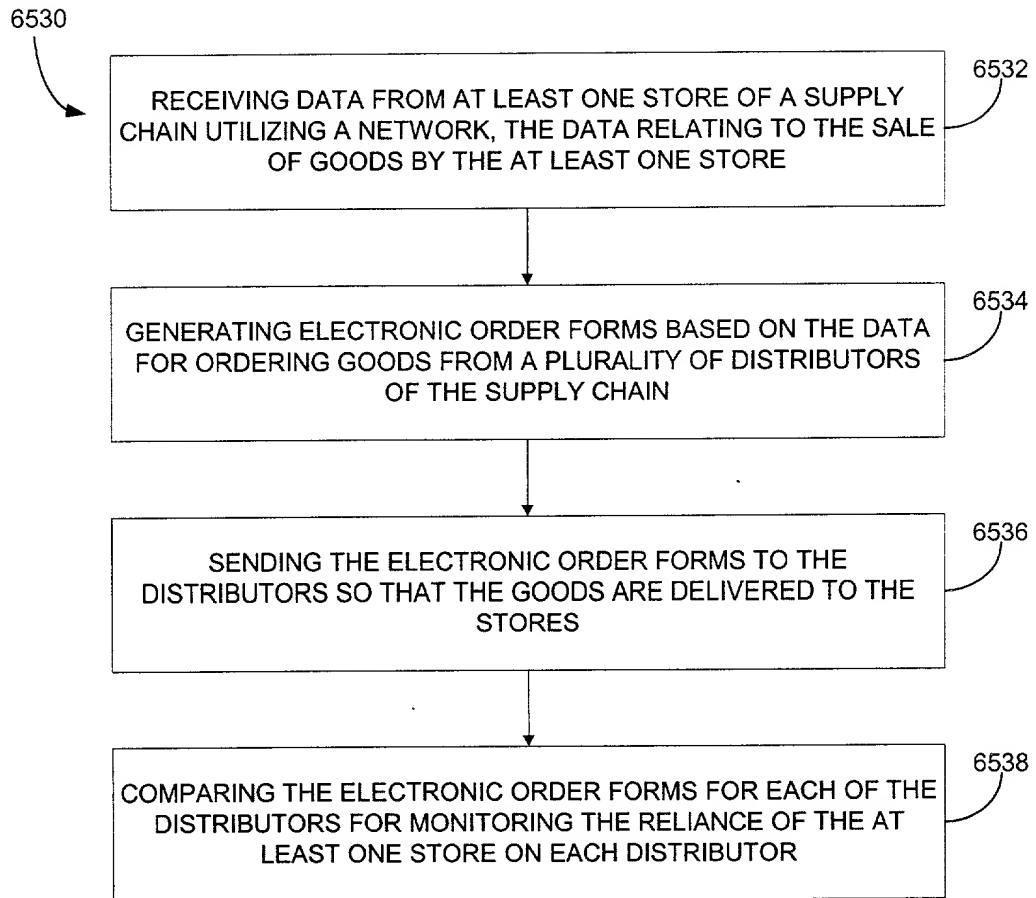 6530
6532
RECEIVING DATA FROM AT LEAST ONE STORE OF A SUPPLY
CHAIN UTILIZING A NETWORK, THE DATA RELATING TO THE SALE
OF GOODS BY THE AT LEAST ONE STORE
6534
GENERATING ELECTRONIC ORDER FORMS BASED ON THE DATA
FOR ORDERING GOODS FROM A PLURALITY OF DISTRIBUTORS
OF THE SUPPLY CHAIN
6536
SENDING THE ELECTRONIC ORDER FORMS TO THE
DISTRIBUTORS SO THAT THE GOODS ARE DELIVERED TO THE
STORES
6538
COMPARING THE ELECTRONIC ORDER FORMS FOR EACH OF THE
DISTRIBUTORS FOR MONITORING THE RELIANCE OF THE AT
LEAST ONE STORE ON EACH DISTRIBUTOR